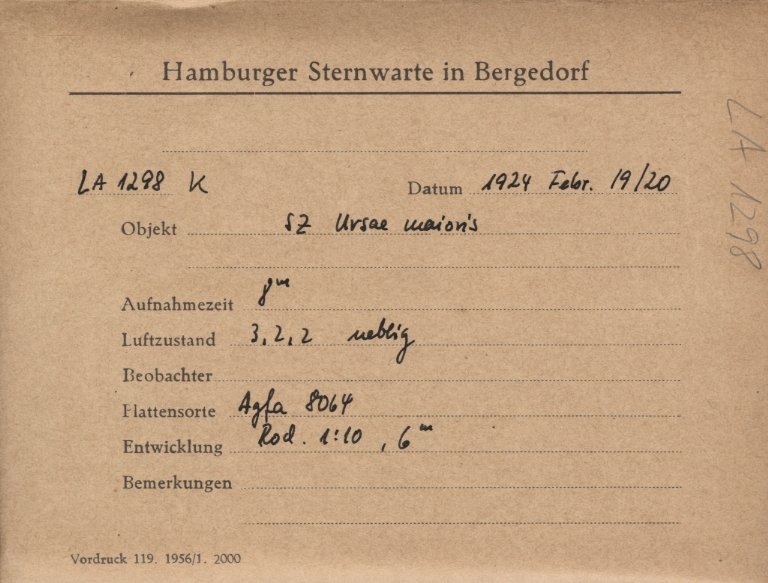 Hamburger Sternwarte in Bergedorf
LA 1298 K Datum 1924 Febr. 19/20
Objekt SZ Ursae maioris
Aufnahmezeit 8m
Luftzustand 3, 2, 2 neblig
Beobachter
Plattensorte Agfa 8064
Entwicklung Rod. 1:10, 6m
Bemerkungen
Vordruck 119. 1956/1. 2000
LA 1298